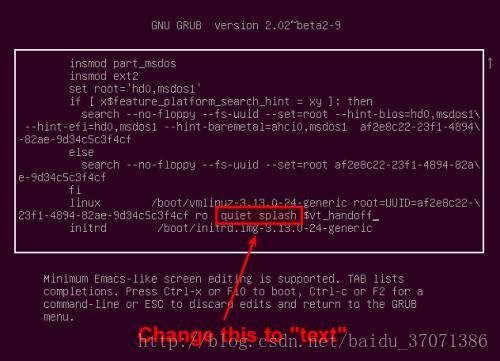 GNU GRUB  version 2.02~beta2-9
insmod part_msdos
insmod ext2
set root='hd0,msdos1'
if [ x$feature_platform_search_hint = xy ]; then
search --no-floppy --fs-uuid --set=root --hint-bios=hd0,msdos1\
--hint-efi=hd0,msdos1 --hint-baremetal=ahci0,msdos1  af2e8c22-23f1-4894\
-82ae-9d34c5c3f4cf
else
search --no-floppy --fs-uuid --set=root af2e8c22-23f1-4894-82a\
e-9d34c5c3f4cf
fi
linux /boot/vmlinuz-3.13.0-24-generic root=UUID=af2e8c22-\
23f1-4894-82ae-9d34c5c3f4cf ro quiet splash $vt_handoff_
initrd /boot/initrd.img-3.13.0-24-generic
Minimum Emacs-like screen editing is supported. TAB lists
completions. Press Ctrl-x or F10 to boot, Ctrl-c or F2 for a
command-line or ESC to discard edits and return to the GRUB
menu.
Change this to "text"
http://blog.csdn.net/baidu_37071386